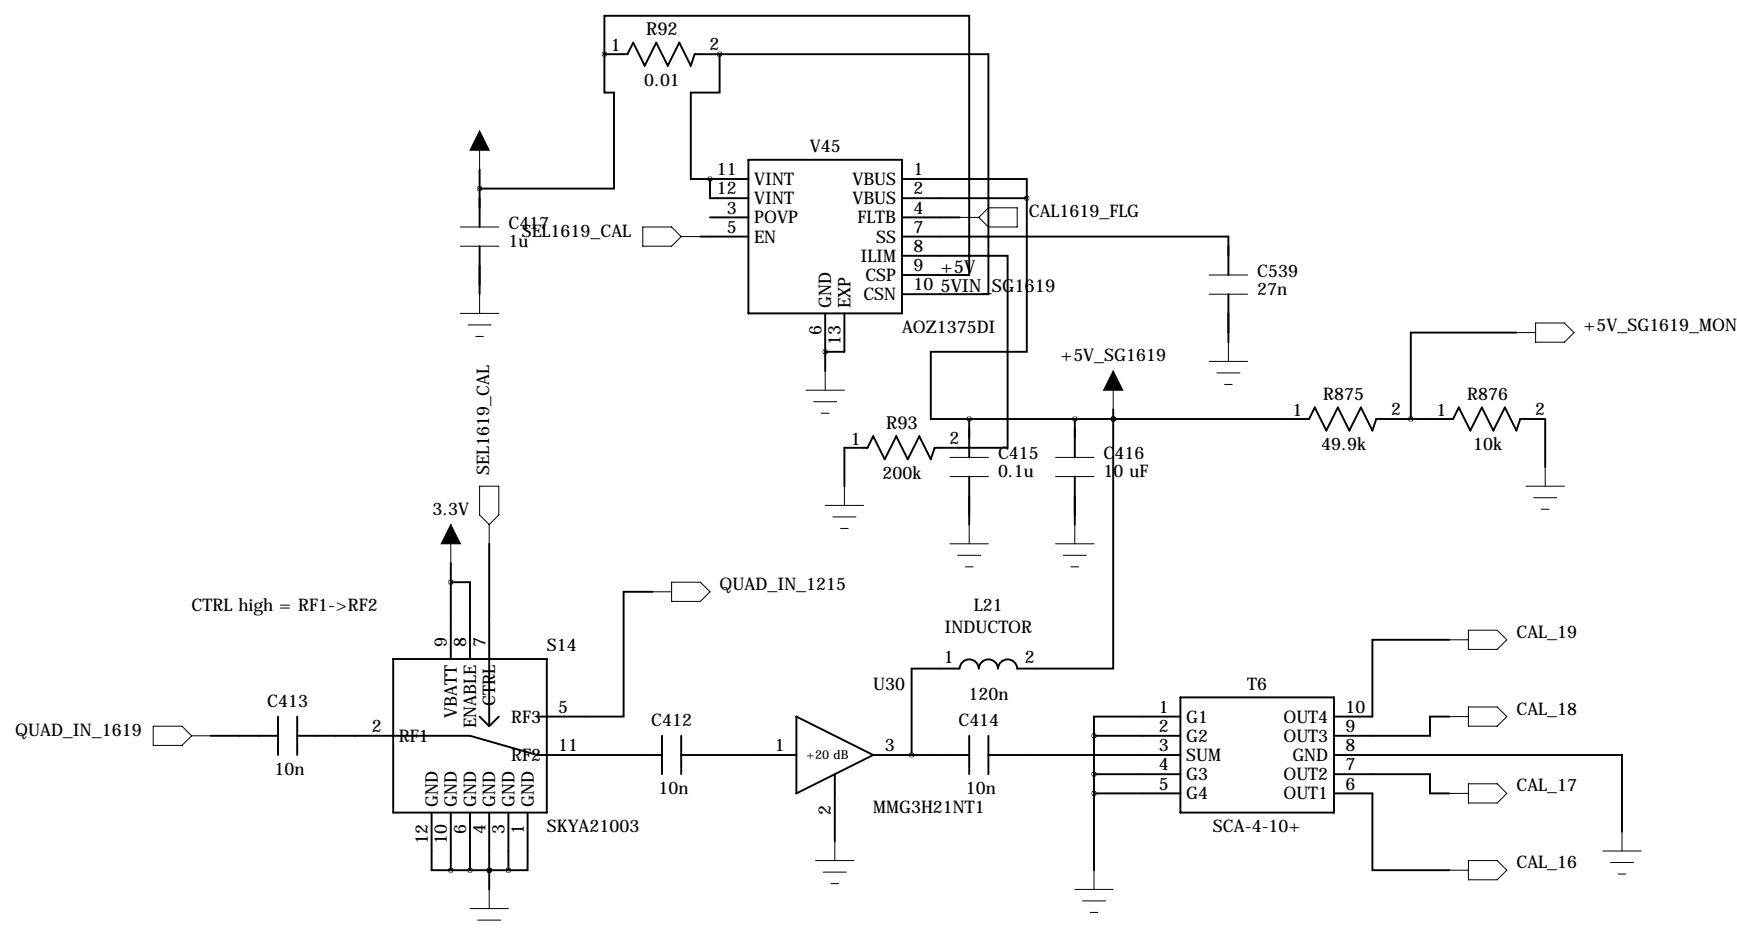 R92
1 2
0.01
V45
11 VINT VBUS 1
12 VINT VBUS 2
3 POVP FLTB 4 CAL1619_FLG
C417
1u
SEL1619_CAL
5 EN SS 7
ILIM 8
CSP 9 +5V
CSN 10 5VIN_SG1619
GND EXP
6 13
AOZ1375DI
C539
27n
+5V_SG1619_MON
+5V_SG1619
SEL1619_CAL
R875
1 2
49.9k
R876
1 2
10k
R93
1 2
200k
C415
0.1u
C416
10 uF
3.3V
QUAD_IN_1215
CTRL high = RF1->RF2
9 8 7
S14
VBATT ENABLE CTRL
RF3 5
L21
INDUCTOR
1 2
120n
CAL_19
U30
T6
C413
QUAD_IN_1619
10n
2 RF1
RF2 11
C412
10n
1 +20 dB 3
2
C414
10n
MMG3H21NT1
1 G1 OUT4 10
2 G2 OUT3 9
3 SUM GND 8
4 G3 OUT2 7
5 G4 OUT1 6
CAL_18
CAL_17
SCA-4-10+
CAL_16
GND GND GND GND GND GND
12 10 6 4 3 1
SKYA21003